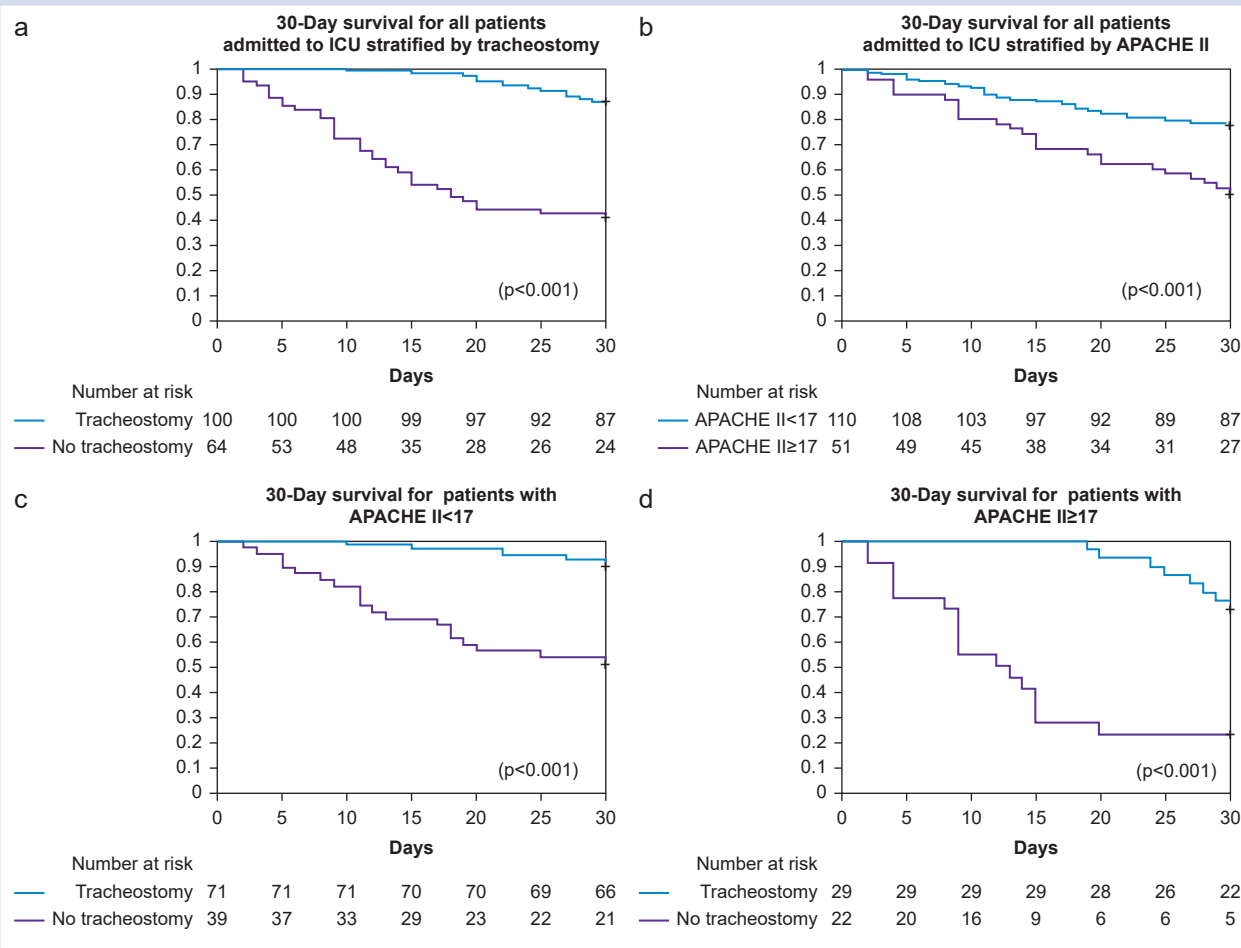 a
30-Day survival for all patients
admitted to ICU stratified by tracheostomy
1
0.9
0.8
0.7
0.6
0.5
0.4
0.3
0.2
0.1
0
(p<0.001)
0 5 10 15 20 25 30
Days
Number at risk
Tracheostomy 100 100 100 99 97 92 87
No tracheostomy 64 53 48 35 28 26 24
b
30-Day survival for all patients
admitted to ICU stratified by APACHE II
1
0.9
0.8
0.7
0.6
0.5
0.4
0.3
0.2
0.1
0
(p<0.001)
0 5 10 15 20 25 30
Days
Number at risk
APACHE II<17 110 108 103 97 92 89 87
APACHE II≥17 51 49 45 38 34 31 27
c
30-Day survival for patients with
APACHE II<17
1
0.9
0.8
0.7
0.6
0.5
0.4
0.3
0.2
0.1
0
(p<0.001)
0 5 10 15 20 25 30
Days
Number at risk
Tracheostomy 71 71 71 70 70 69 66
No tracheostomy 39 37 33 29 23 22 21
d
30-Day survival for patients with
APACHE II≥17
1
0.9
0.8
0.7
0.6
0.5
0.4
0.3
0.2
0.1
0
(p<0.001)
0 5 10 15 20 25 30
Days
Number at risk
Tracheostomy 29 29 29 29 28 26 22
No tracheostomy 22 20 16 9 6 6 5